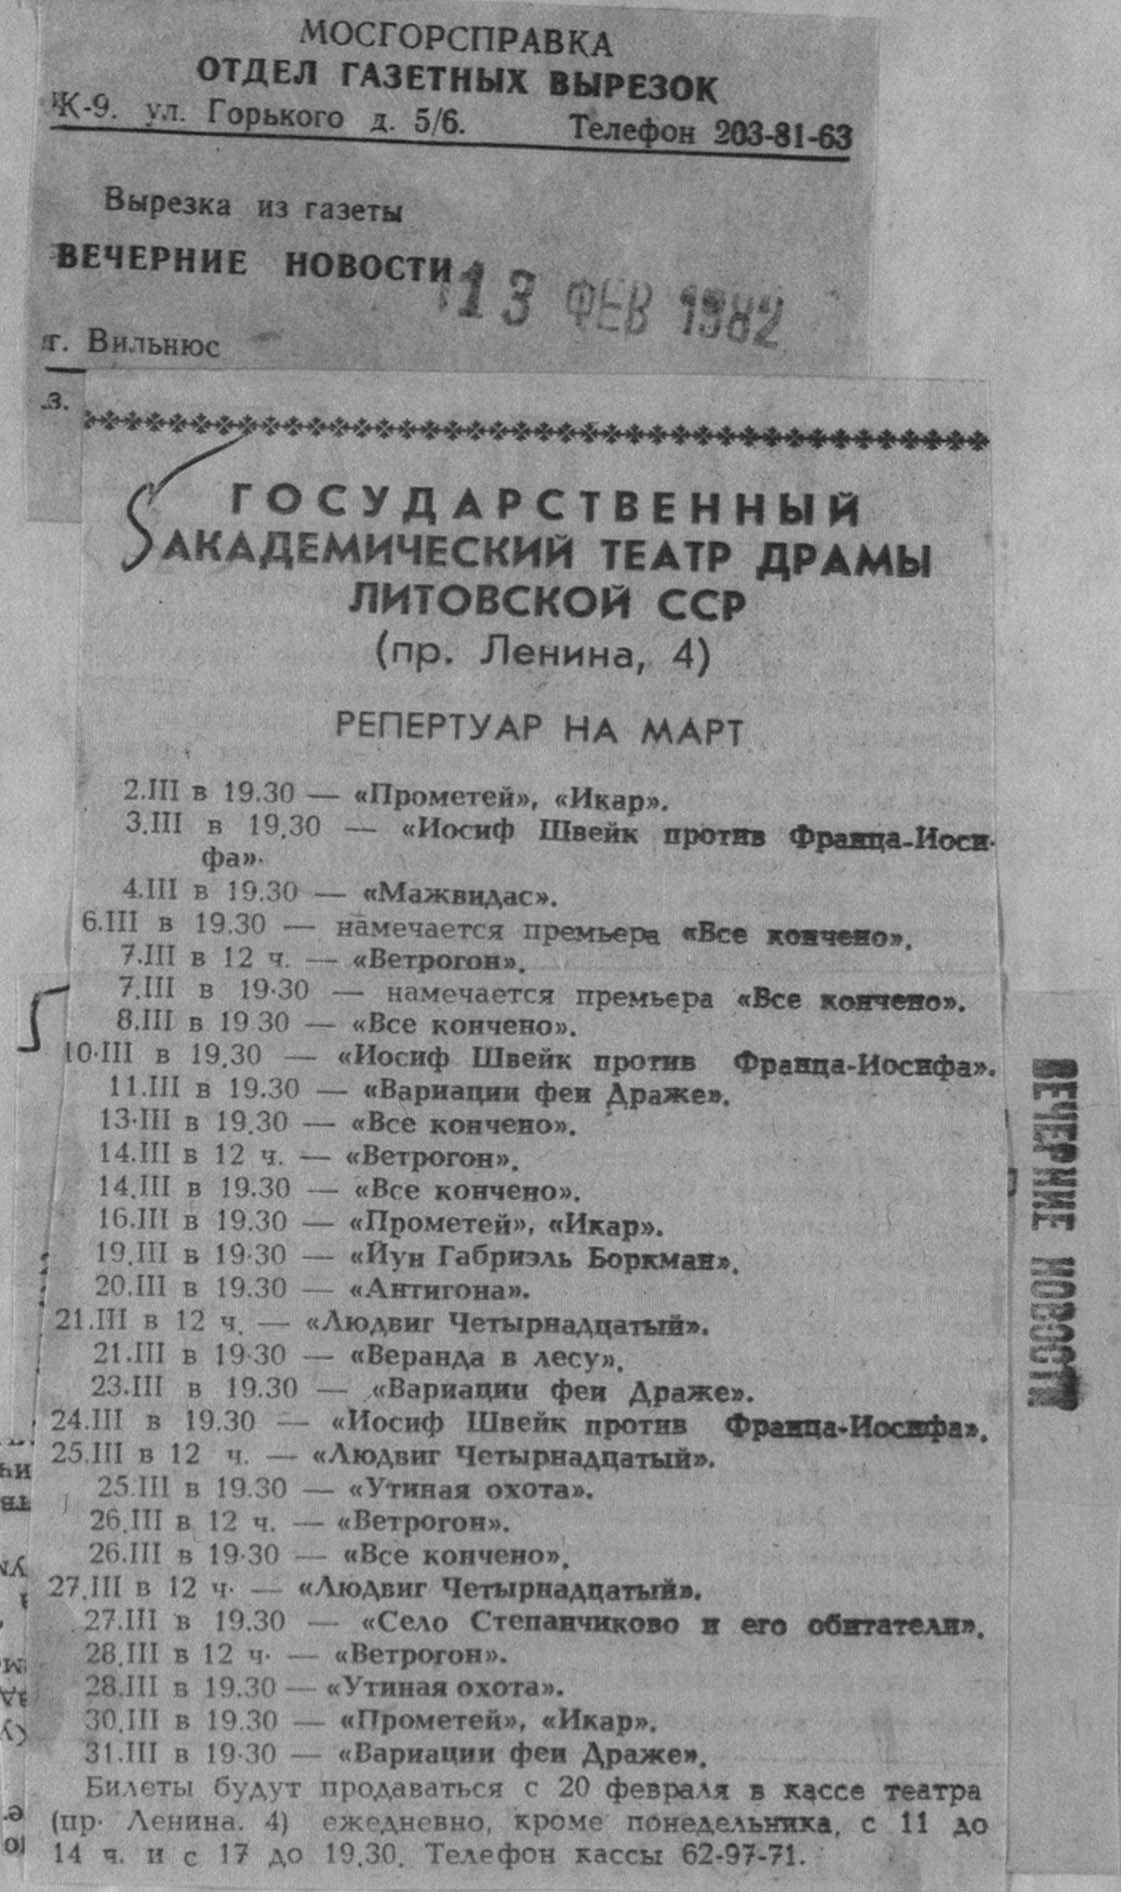 МОСГОРСПРАВКА
ОТДЕЛ ГАЗЕТНЫХ ВЫРЕЗОК
К-9. ул. Горького д. 5/6. Телефон 203-81-63
Вырезка из газеты
ВЕЧЕРНИЕ НОВОСТИ
13 ФЕВ 1982
г. Вильнюс
ГОСУДАРСТВЕННЫЙ
АКАДЕМИЧЕСКИЙ ТЕАТР ДРАМЫ
ЛИТОВСКОЙ ССР
(пр. Ленина, 4)
РЕПЕРТУАР НА МАРТ
2.III в 19.30 — «Прометей», «Икар».
3.III в 19.30 — «Иосиф Швейк против Франца-Иоси-
фа».
4.III в 19.30 — «Мажвидас».
6.III в 19.30 — намечается премьера «Все кончено».
7.III в 12 ч. — «Ветрогон».
7.III в 19·30 — намечается премьера «Все кончено».
8.III в 19 30 — «Все кончено».
10·III в 19.30 — «Иосиф Швейк против Франца-Иосифа».
11.III в 19.30 — «Вариации феи Драже».
13·III в 19.30 — «Все кончено».
14.III в 12 ч. — «Ветрогон».
14.III в 19.30 — «Все кончено».
16.III в 19.30 — «Прометей», «Икар».
19.III в 19·30 — «Йун Габриэль Боркман».
20.III в 19.30 — «Антигона».
21.III в 12 ч. — «Людвиг Четырнадцатый».
21.III в 19·30 — «Веранда в лесу».
23.III в 19.30 — «Вариации феи Драже».
24.III в 19.30 — «Иосиф Швейк против Франца-Иосифа».
25.III в 12 ч. — «Людвиг Четырнадцатый».
25.III в 19.30 — «Утиная охота».
26.III в 12 ч. — «Ветрогон».
26.III в 19·30 — «Все кончено».
27.III в 12 ч· — «Людвиг Четырнадцатый».
27.III в 19.30 — «Село Степанчиково и его обитатели».
28.III в 12 ч· — «Ветрогон».
28.III в 19.30 — «Утиная охота».
30.III в 19.30 — «Прометей», «Икар».
31.III в 19·30 — «Вариации феи Драже».
Билеты будут продаваться с 20 февраля в кассе театра
(пр· Ленина. 4) ежедневно, кроме понедельника, с 11 до
14 ч. и с 17 до 19.30. Телефон кассы 62-97-71.
ВЕЧЕРНИЕ НОВОСТИ